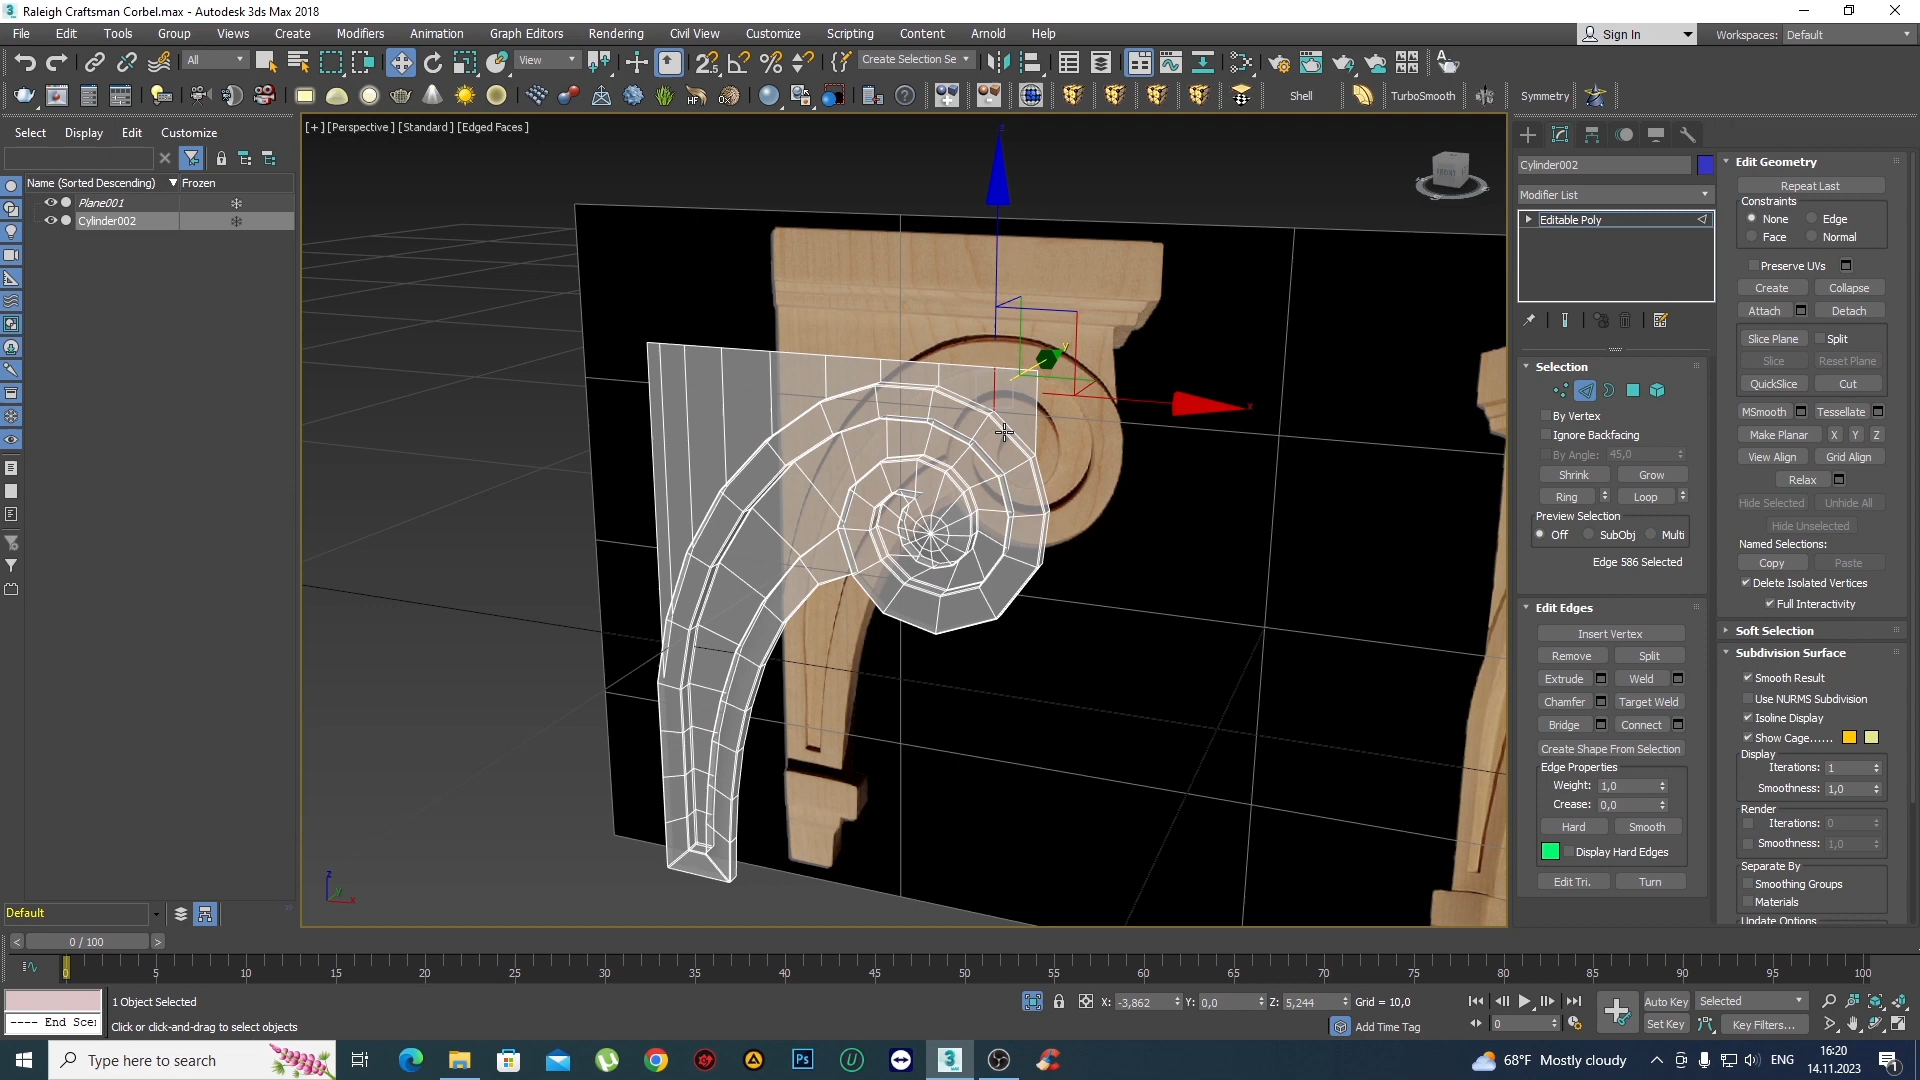 Raleigh Craftsman Corbel.max - Autodesk 3ds Max 2018
File Edit Tools Group Views Create Modifiers Animation Graph Editors Rendering Civil View Customize Scripting Content Arnold Help
Sign In Workspaces: Default
All View Create Selection Se
Shell TurboSmooth Symmetry
Select Display Edit Customize
Name (Sorted Descending) Frozen
Plane001
Cylinder002
[+] [Perspective] [Standard] [Edged Faces]
FRONT
z
y
x
z
y
x
Cylinder002
Modifier List
Editable Poly
Selection
By Vertex
Ignore Backfacing
By Angle: 45,0
Shrink Grow
Ring Loop
Preview Selection
Off SubObj Multi
Edge 586 Selected
Edit Edges
Insert Vertex
Remove Split
Extrude Weld
Chamfer Target Weld
Bridge Connect
Create Shape From Selection
Edge Properties
Weight: 1,0
Crease: 0,0
Hard Smooth
Display Hard Edges
Edit Tri. Turn
Edit Geometry
Repeat Last
Constraints
None Edge
Face Normal
Preserve UVs
Create Collapse
Attach Detach
Slice Plane Split
Slice Reset Plane
QuickSlice Cut
MSmooth Tessellate
Make Planar X Y Z
View Align Grid Align
Relax
Hide Selected Unhide All
Hide Unselected
Named Selections:
Copy Paste
Delete Isolated Vertices
Full Interactivity
Soft Selection
Subdivision Surface
Smooth Result
Use NURMS Subdivision
Isoline Display
Show Cage......
Display
Iterations: 1
Smoothness: 1,0
Render
Iterations: 0
Smoothness: 1,0
Separate By
Smoothing Groups
Materials
Update Options
Default
< 0 / 100 >
0 5 10 15 20 25 30 35 40 45 50 55 60 65 70 75 80 85 90 95 100
1 Object Selected
X: -3,862 Y: 0,0 Z: 5,244 Grid = 10,0
Auto Key Selected
---- End Scei
Click or click-and-drag to select objects
Add Time Tag
0
Set Key Key Filters...
Type here to search
Ps
3
MAX
68°F Mostly cloudy
ENG
16:20
14.11.2023
1